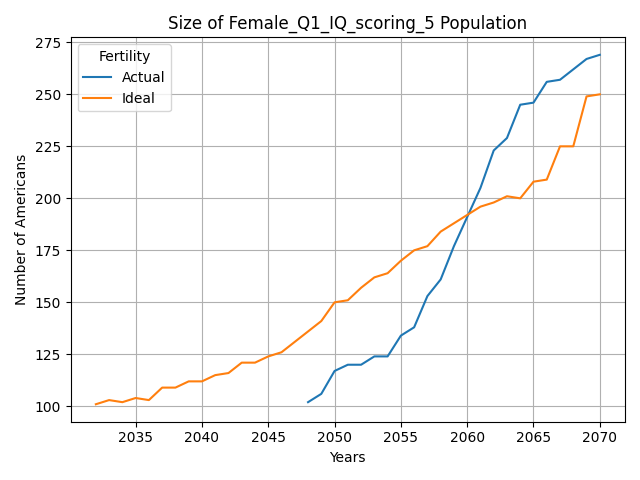 Size of Female_Q1_IQ_scoring_5 Population
Fertility
Actual
Ideal
Number of Americans
275
250
225
200
175
150
125
100
2035 2040 2045 2050 2055 2060 2065 2070
Years